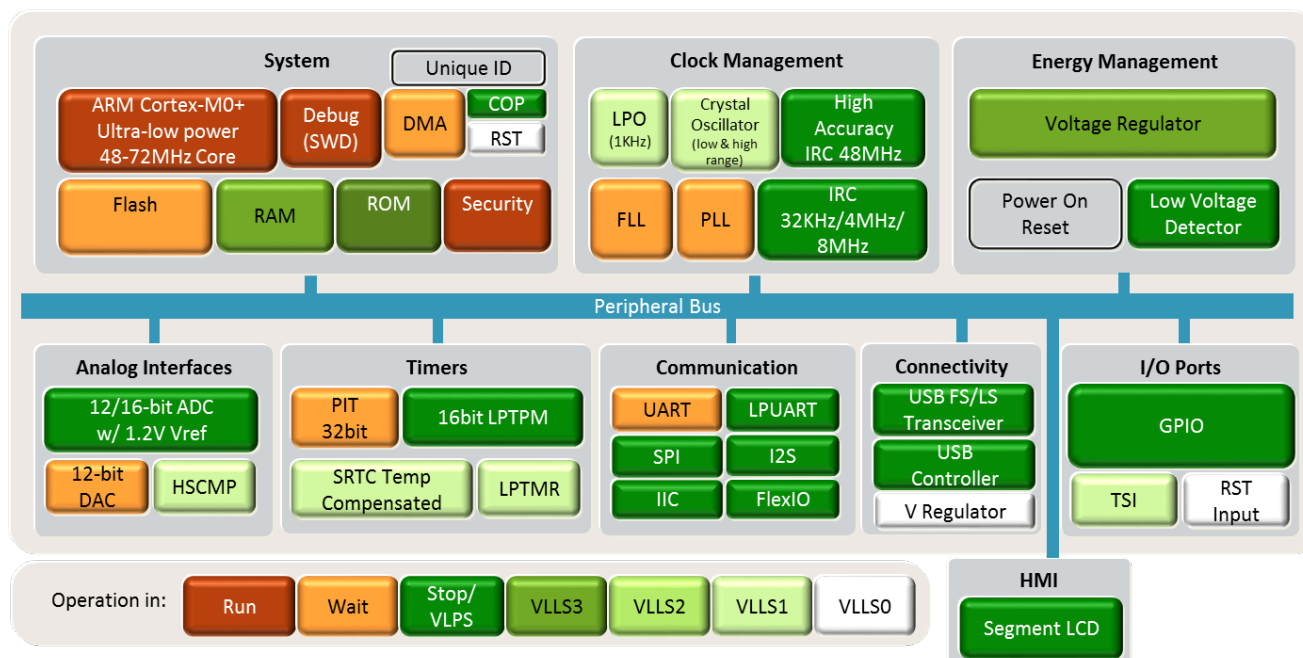 System
Unique ID
ARM Cortex-M0+
Ultra-low power
48-72MHz Core
Debug
(SWD)
DMA
COP
RST
Flash
RAM
ROM
Security
Clock Management
LPO
(1KHz)
Crystal
Oscillator
(low & high
range)
High
Accuracy
IRC 48MHz
FLL
PLL
IRC
32KHz/4MHz/
8MHz
Energy Management
Voltage Regulator
Power On
Reset
Low Voltage
Detector
Peripheral Bus
Analog Interfaces
12/16-bit ADC
w/ 1.2V Vref
12-bit
DAC
HSCMP
Timers
PIT
32bit
16bit LPTPM
SRTC Temp
Compensated
LPTMR
Communication
UART
LPUART
SPI
I2S
IIC
FlexIO
Connectivity
USB FS/LS
Transceiver
USB
Controller
V Regulator
I/O Ports
GPIO
TSI
RST
Input
HMI
Segment LCD
Operation in:
Run
Wait
Stop/
VLPS
VLLS3
VLLS2
VLLS1
VLLS0